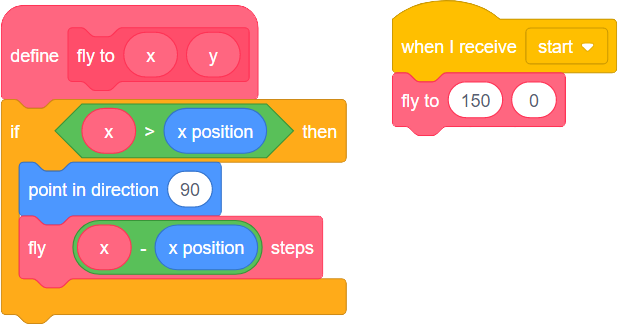 define fly to x y
if x > x position then
point in direction 90
fly x - x position steps
when I receive start
fly to 150 0